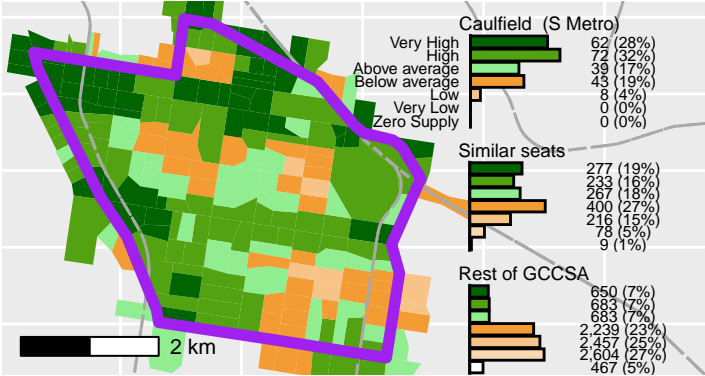 Caulfield (S Metro)
Very High 62 (28%)
High 72 (32%)
Above average 39 (17%)
Below average 43 (19%)
Low 8 (4%)
Very Low 0 (0%)
Zero Supply 0 (0%)
Similar seats
277 (19%)
233 (16%)
267 (18%)
400 (27%)
216 (15%)
78 (5%)
9 (1%)
Rest of GCCSA
650 (7%)
683 (7%)
683 (7%)
2,239 (23%)
2,457 (25%)
2,604 (27%)
467 (5%)
2 km